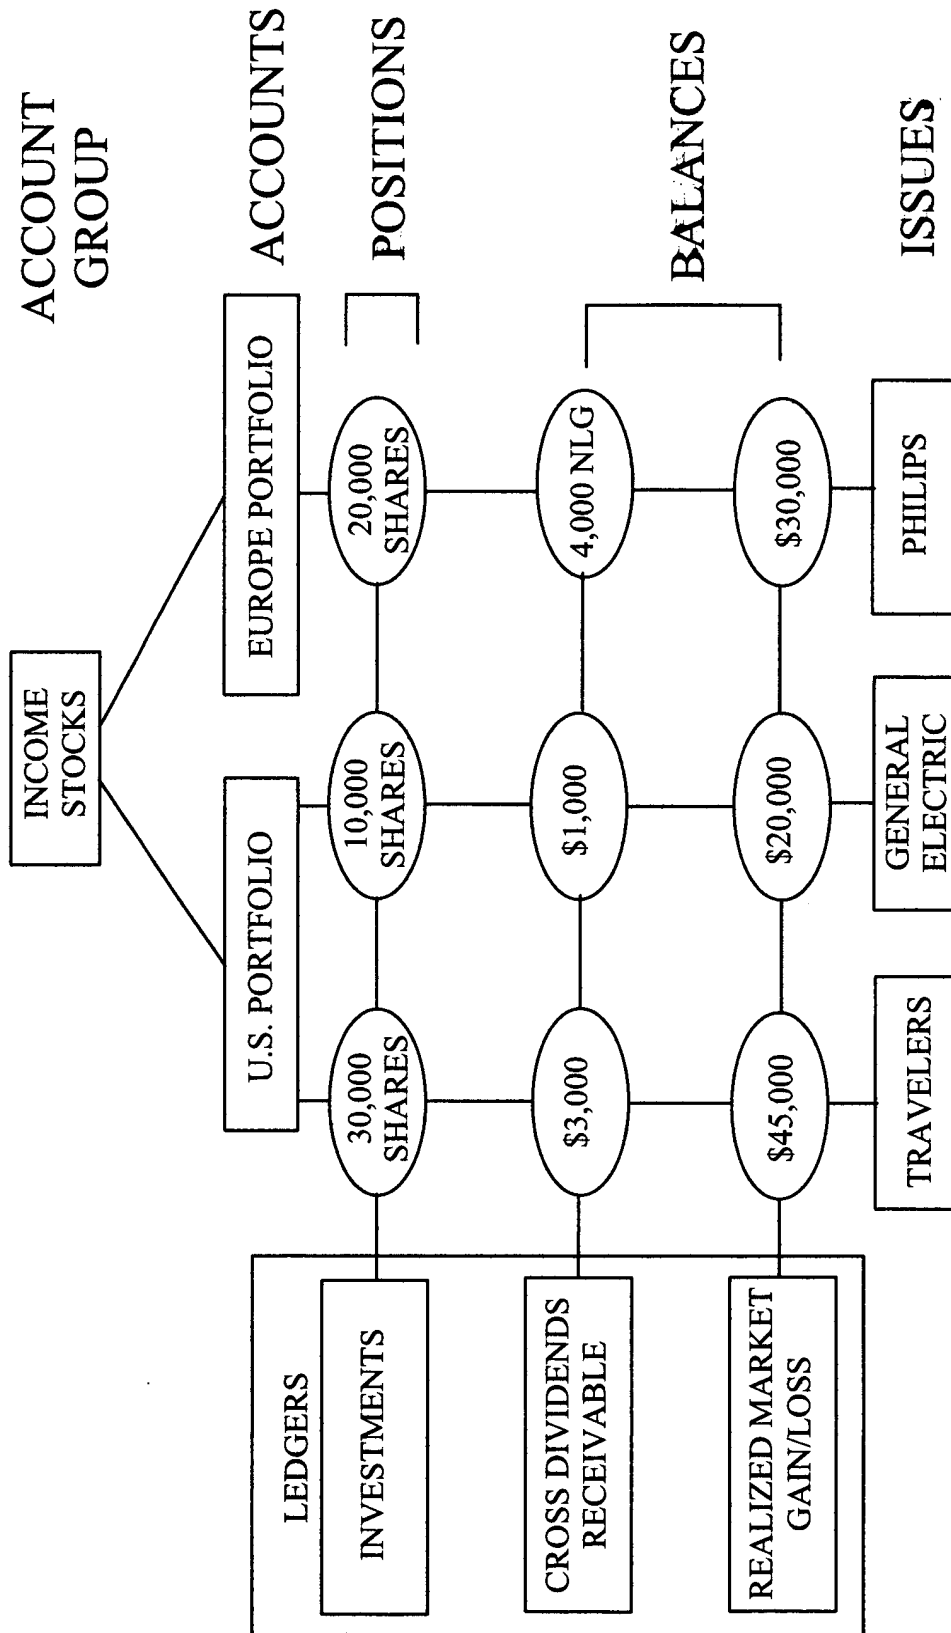 ACCOUNT
GROUP
INCOME
STOCKS
ACCOUNTS
U.S. PORTFOLIO
EUROPE PORTFOLIO
LEDGERS
POSITIONS
INVESTMENTS
30,000
SHARES
10,000
SHARES
20,000
SHARES
CROSS DIVIDENDS
RECEIVABLE
$3,000
$1,000
4,000 NLG
BALANCES
REALIZED MARKET
GAIN/LOSS
$45,000
$20,000
$30,000
TRAVELERS
GENERAL
ELECTRIC
PHILIPS
ISSUES